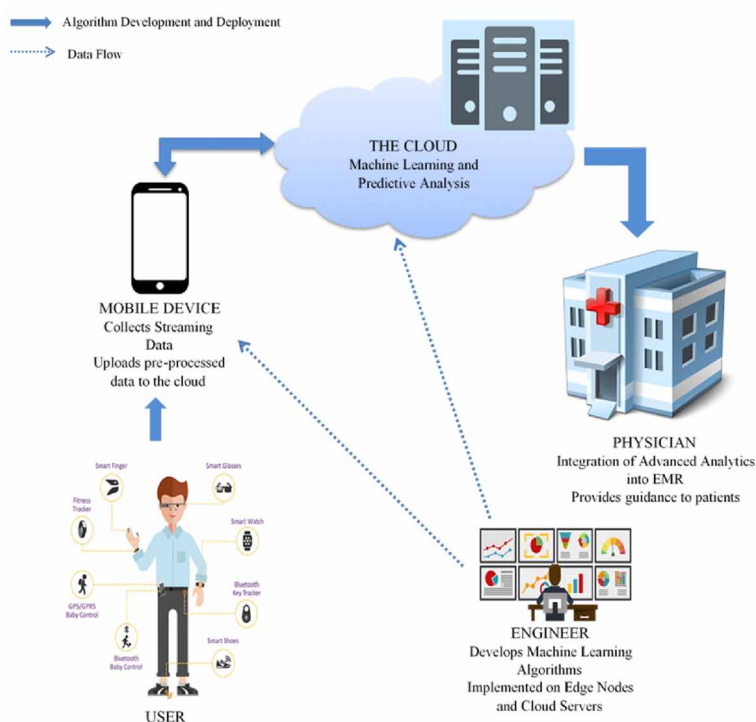 Algorithm Development and Deployment
Data Flow
THE CLOUD
Machine Learning and
Predictive Analysis
MOBILE DEVICE
Collects Streaming
Data
Uploads pre-processed
data to the cloud
PHYSICIAN
Integration of Advanced Analytics
into EMR
Provides guidance to patients
Smart Finger
Smart Glasses
Fitness
Tracker
Smart Watch
GPS/GPRS
Baby Control
Bluetooth
Key Tracker
Bluetooth
Baby Control
Smart Shoes
USER
ENGINEER
Develops Machine Learning
Algorithms
Implemented on Edge Nodes
and Cloud Servers